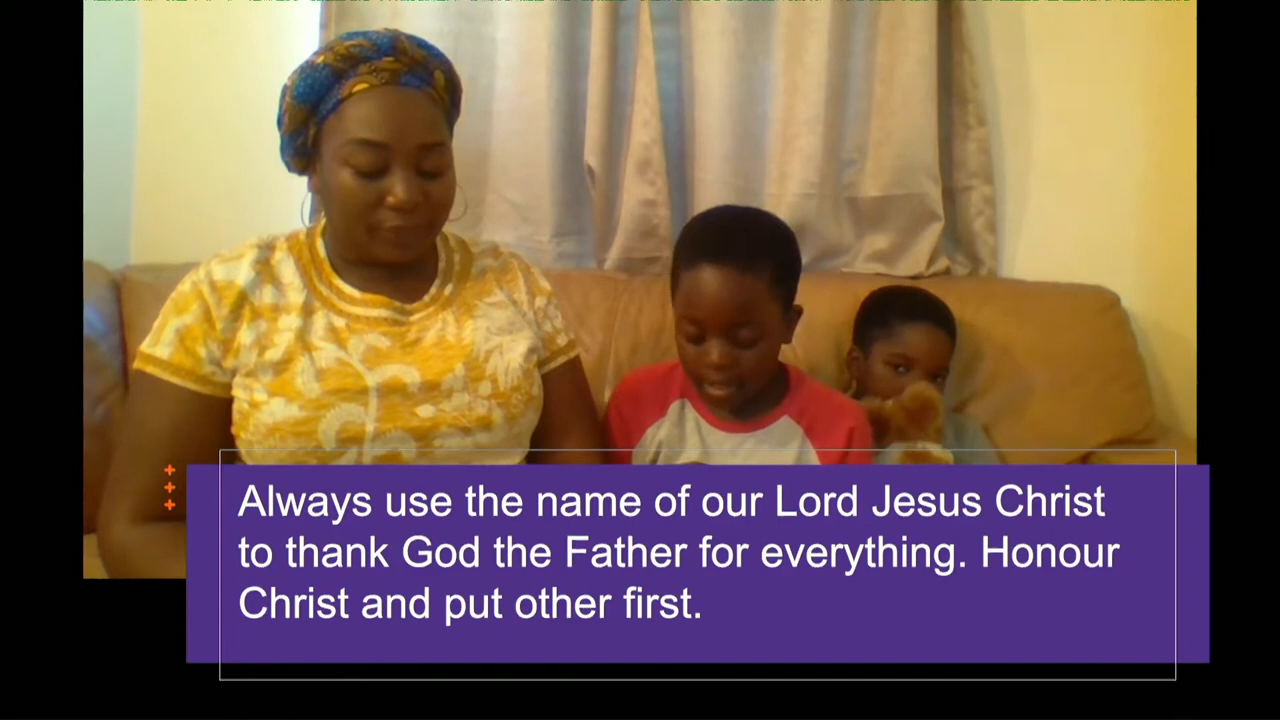 Always use the name of our Lord Jesus Christ
to thank God the Father for everything. Honour
Christ and put other first.